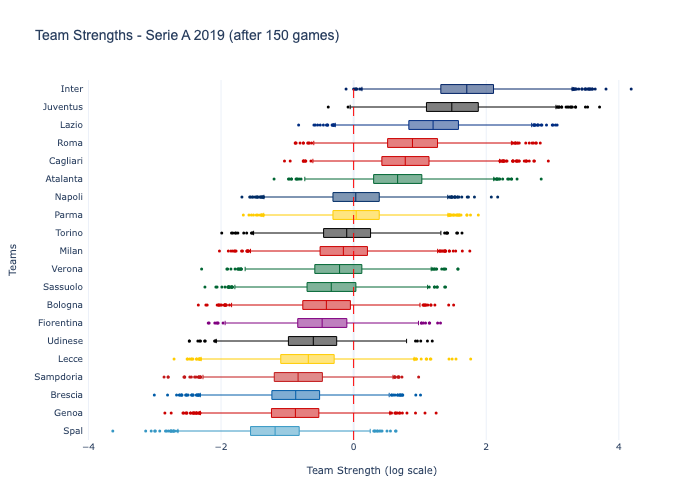 Team Strengths - Serie A 2019 (after 150 games)
Inter
Juventus
Lazio
Roma
Cagliari
Atalanta
Napoli
Parma
Torino
Milan
Verona
Sassuolo
Bologna
Fiorentina
Udinese
Lecce
Sampdoria
Brescia
Genoa
Spal
Teams
−4 −2 0 2 4
Team Strength (log scale)